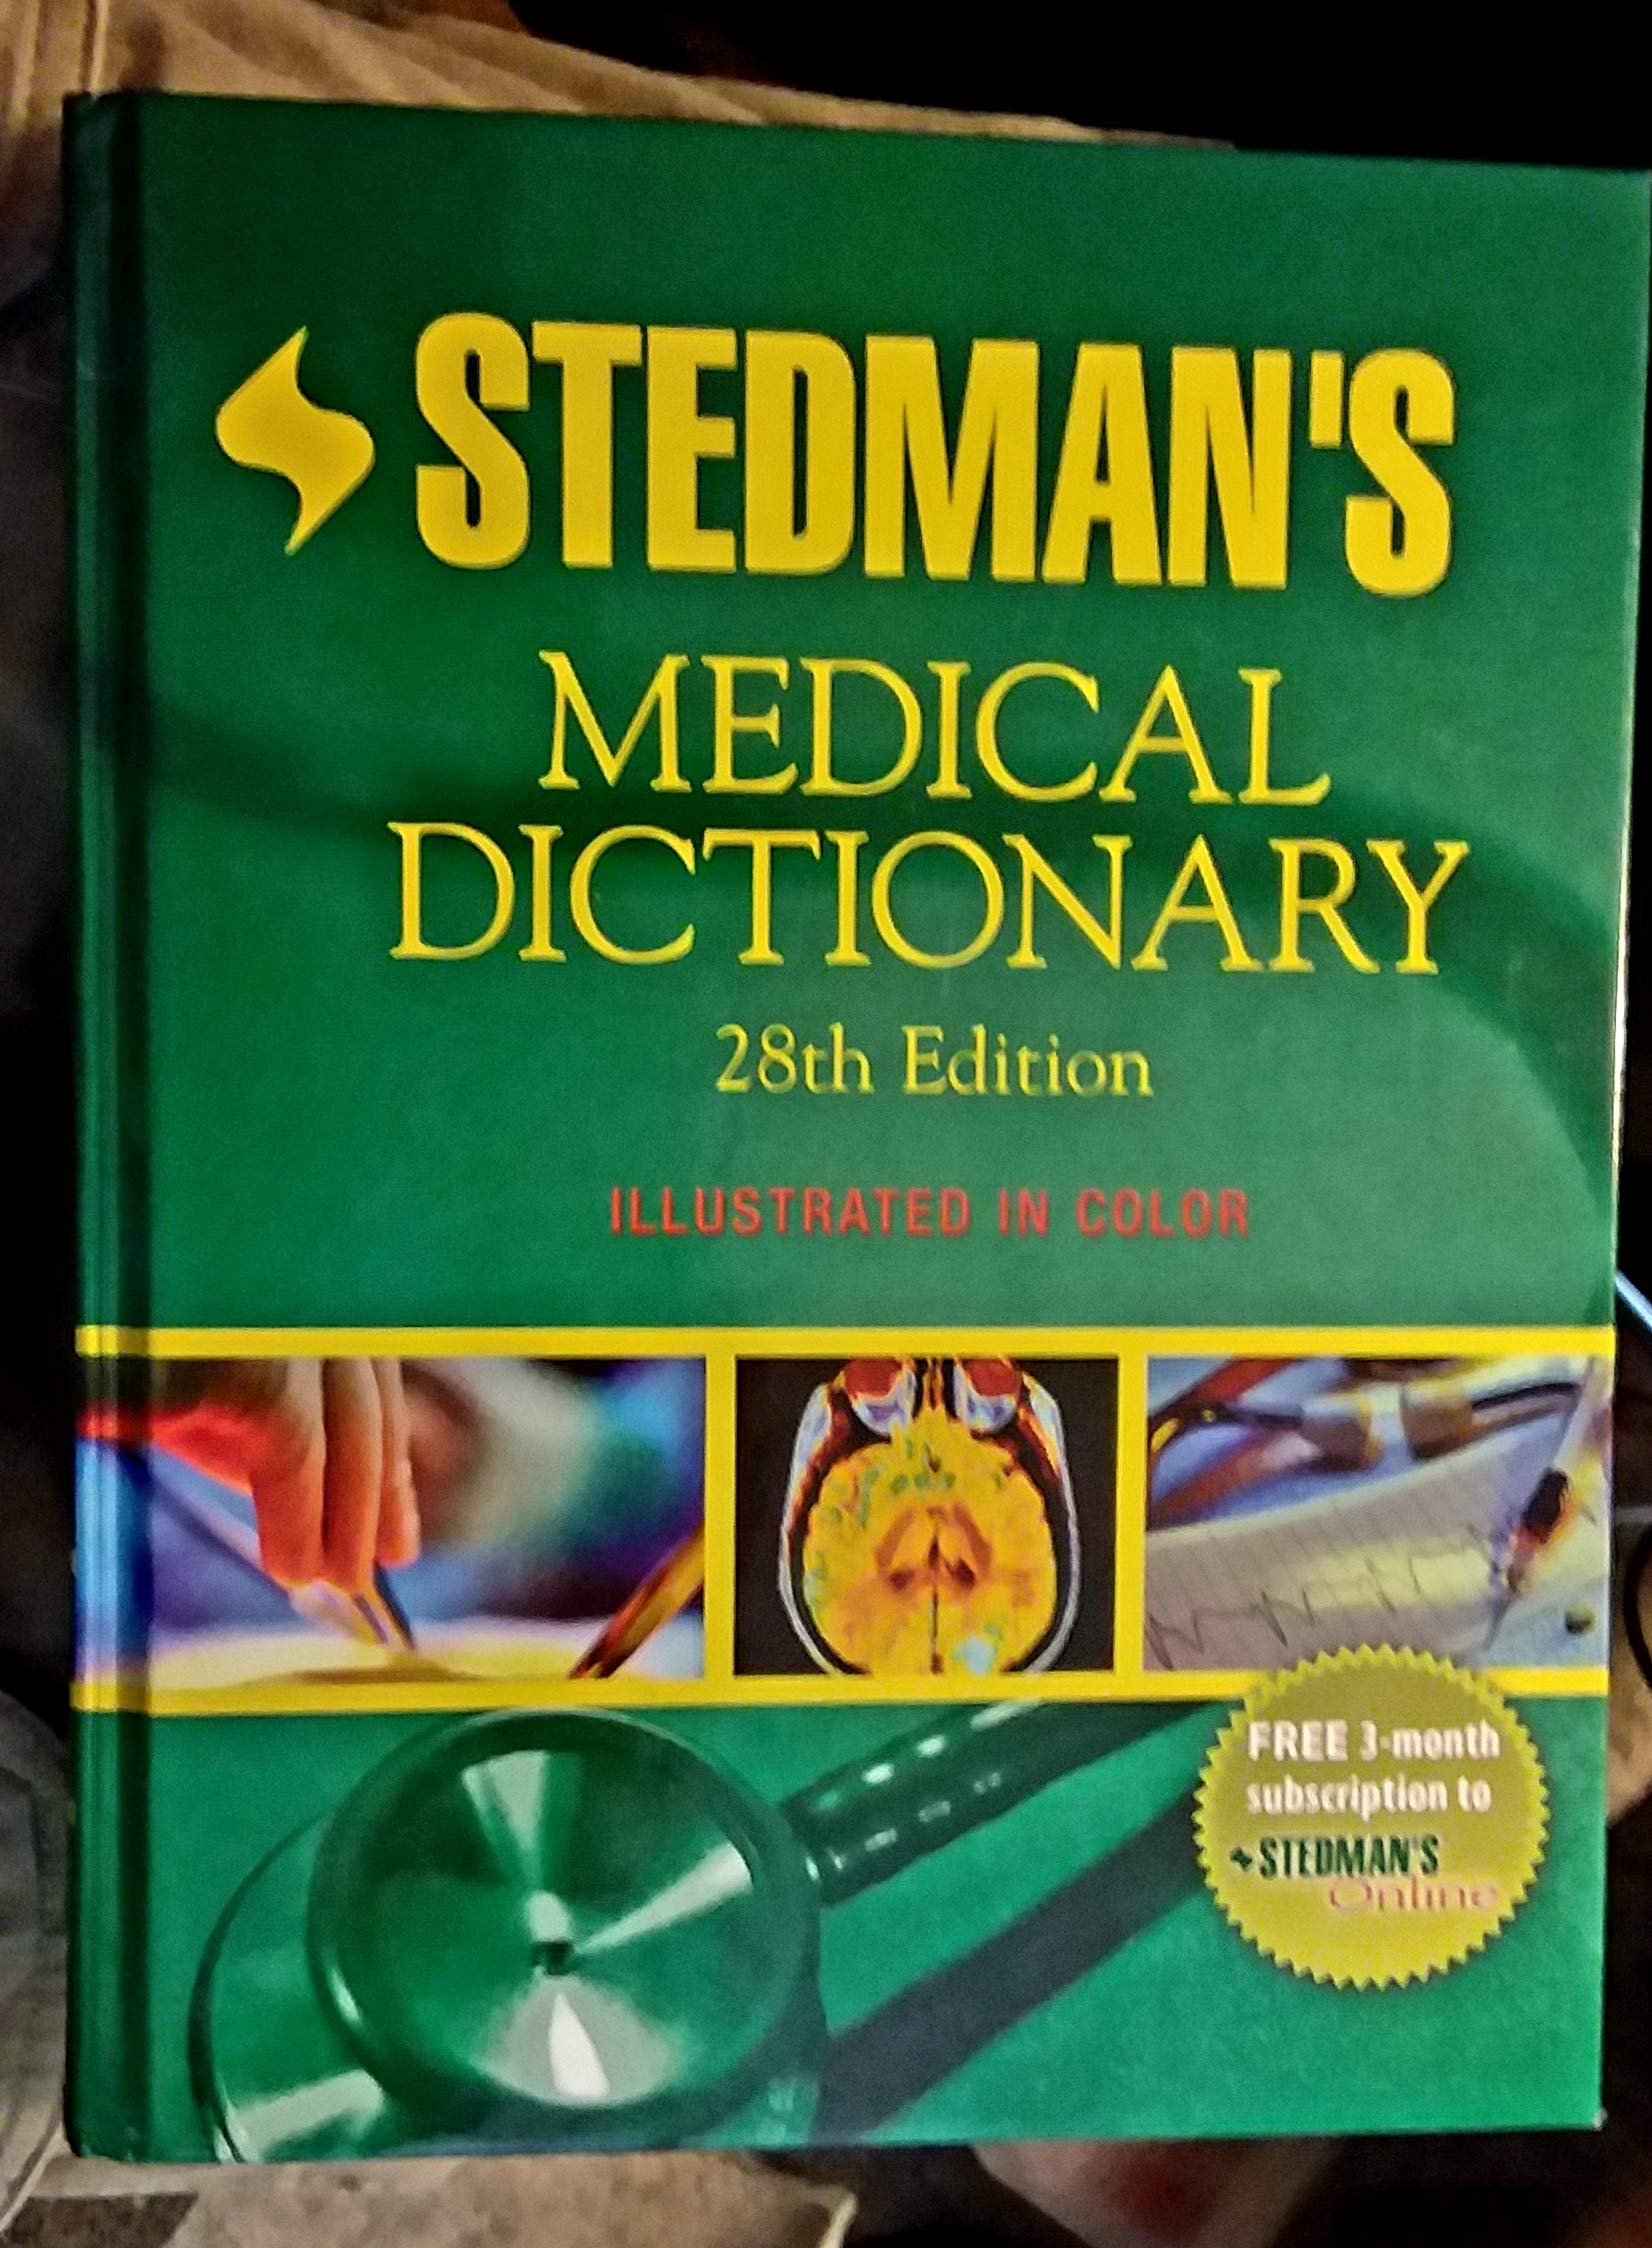 STEDMAN'S
MEDICAL
DICTIONARY
28th Edition
ILLUSTRATED IN COLOR
FREE 3-month
subscription to
STEDMAN'S
Online